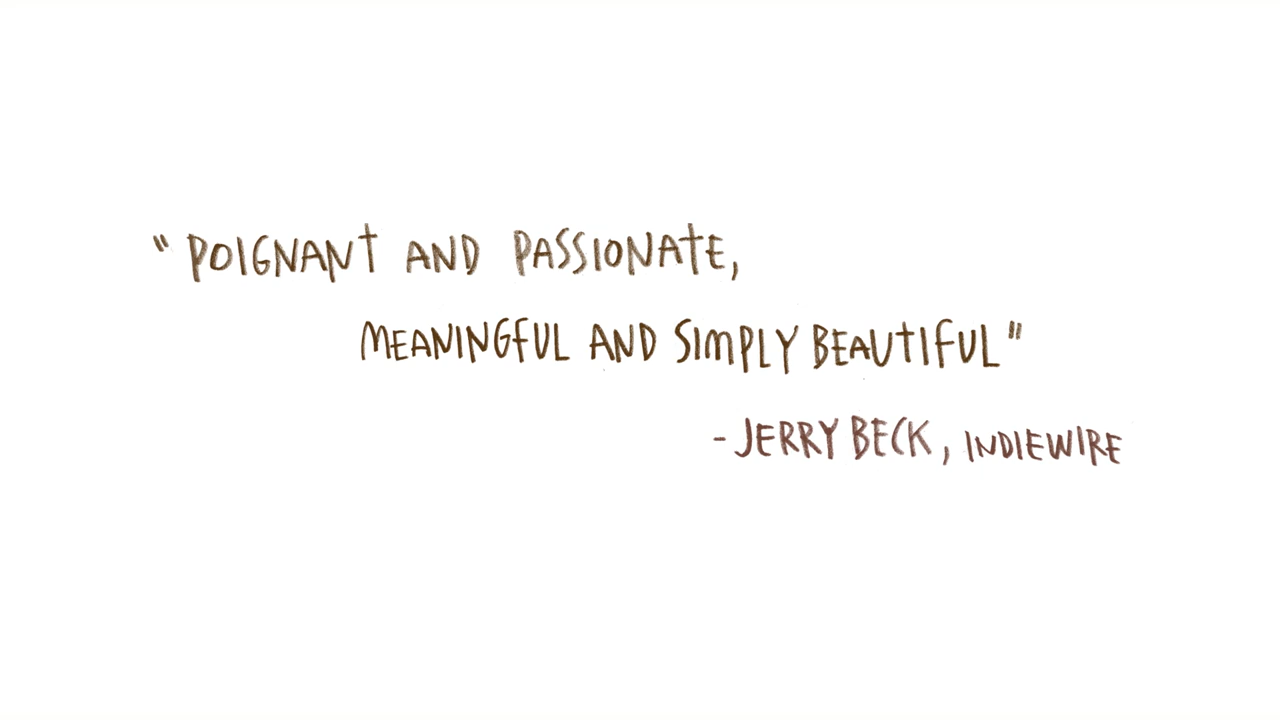 "POIGNANT AND PASSIONATE,
MEANINGFUL AND SIMPLY BEAUTIFUL"
- JERRY BECK, INDIEWIRE